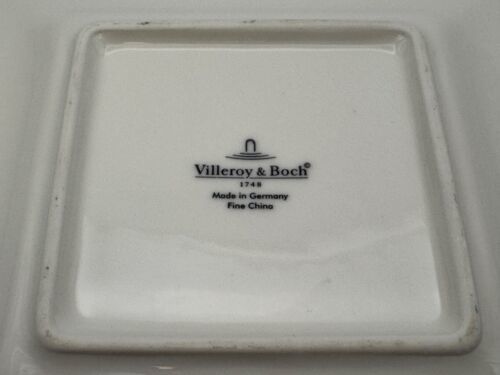 Villeroy & Boch©
1748
Made in Germany
Fine China